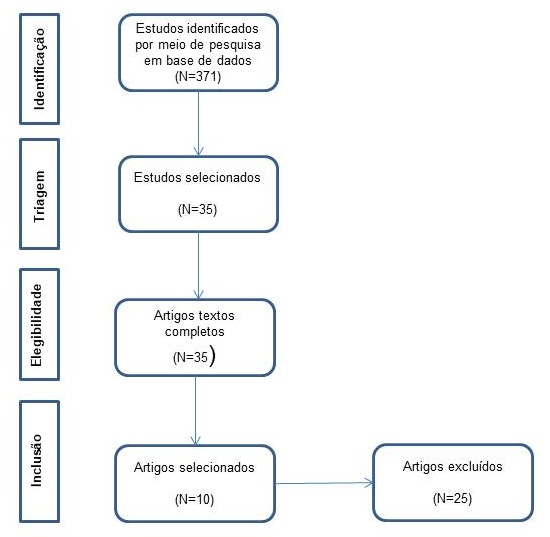 Identificação
Estudos identificados
por meio de pesquisa
em base de dados
(N=371)
Triagem
Estudos selecionados
(N=35)
Elegibilidade
Artigos textos
completos
(N=35)
Inclusão
Artigos selecionados
(N=10)
Artigos excluídos
(N=25)